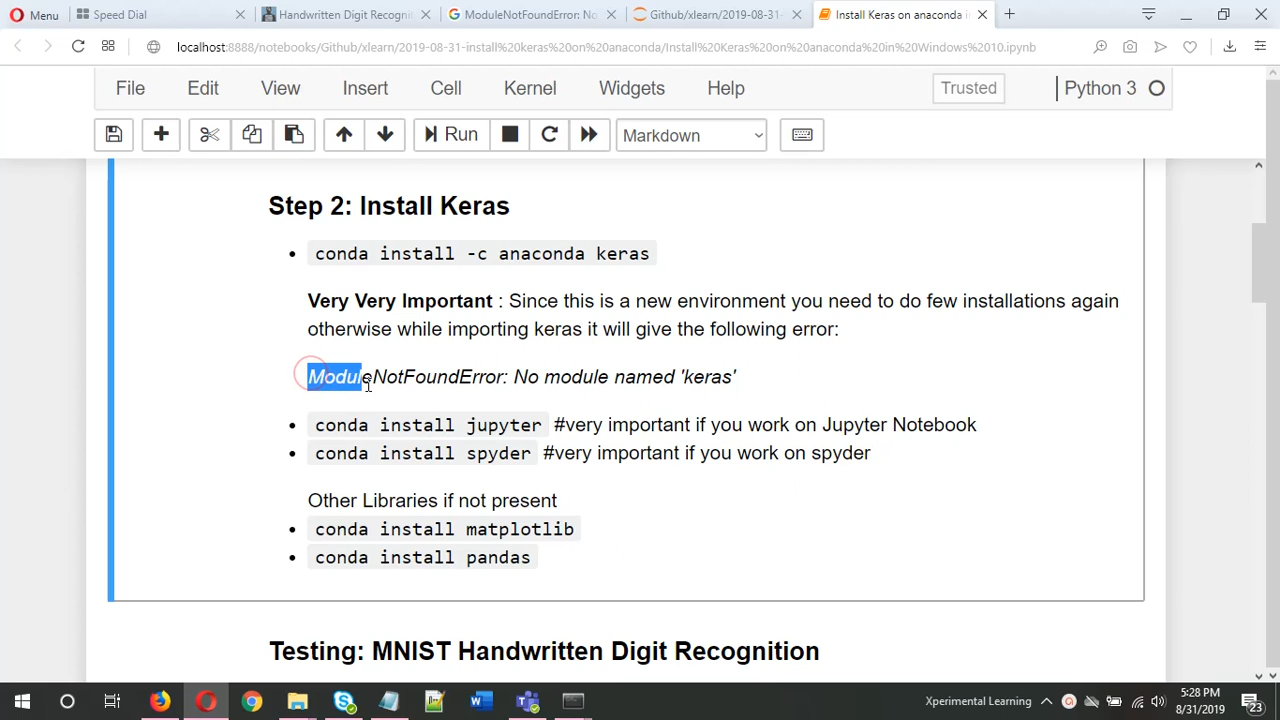 Menu
Speed Dial
Handwritten Digit Recogni
ModuleNotFoundError: No
Github/xlearn/2019-08-31-
Install Keras on anaconda i
localhost:8888/notebooks/Github/xlearn/2019-08-31-install%20keras%20on%20anaconda/Install%20Keras%20on%20anaconda%20in%20Windows%2010.ipynb
File Edit View Insert Cell Kernel Widgets Help Trusted Python 3
Run Markdown
Step 2: Install Keras
conda install -c anaconda keras
Very Very Important : Since this is a new environment you need to do few installations again
otherwise while importing keras it will give the following error:
ModuleNotFoundError: No module named 'keras'
conda install jupyter #very important if you work on Jupyter Notebook
conda install spyder #very important if you work on spyder
Other Libraries if not present
conda install matplotlib
conda install pandas
Testing: MNIST Handwritten Digit Recognition
Xperimental Learning
5:28 PM
8/31/2019
23